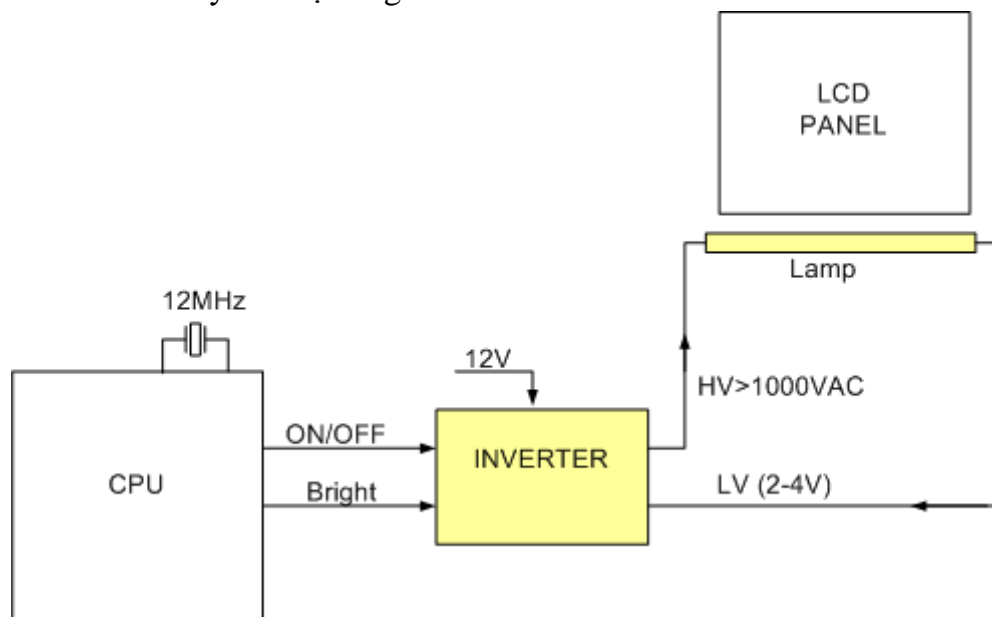 LCD
PANEL
Lamp
12MHz
12V
HV>1000VAC
ON/OFF
INVERTER
CPU
Bright
LV (2-4V)